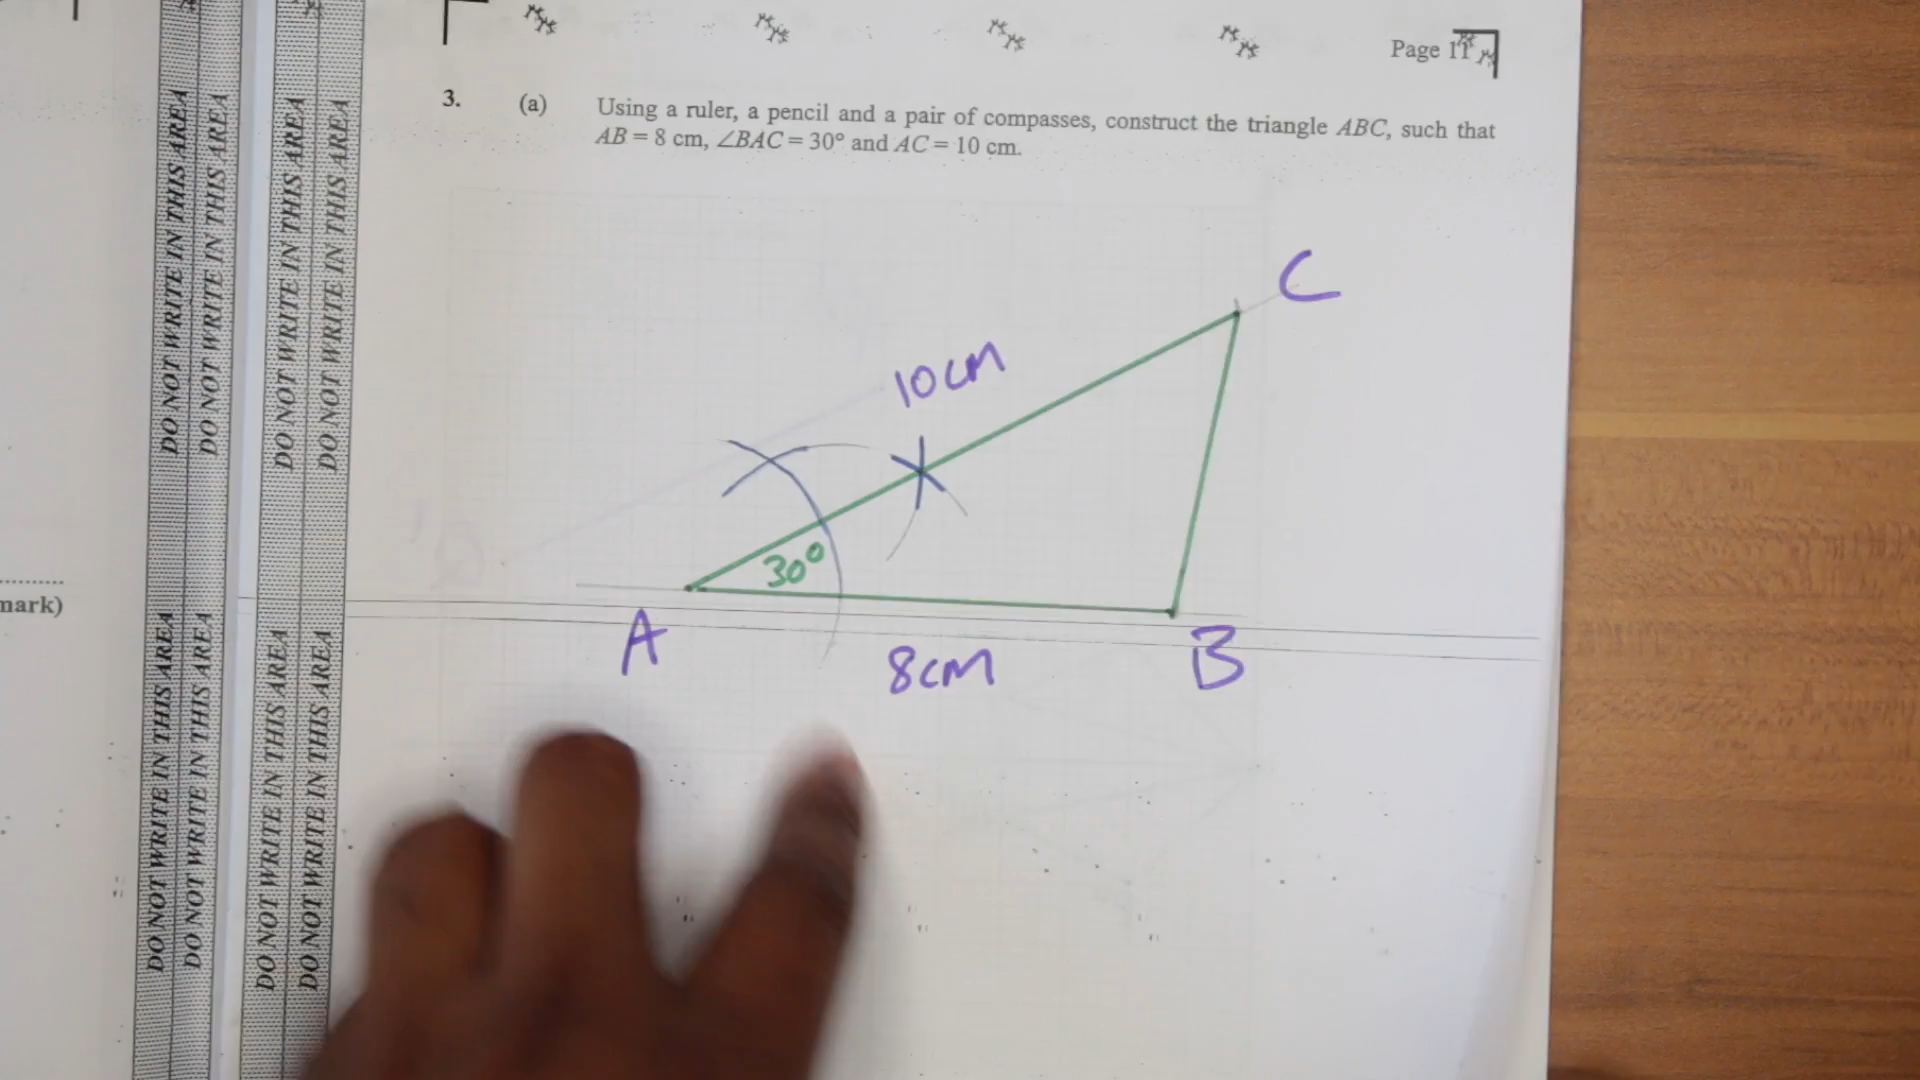 Page 11
3. (a) Using a ruler, a pencil and a pair of compasses, construct the triangle ABC, such that
AB = 8 cm, ∠BAC = 30° and AC = 10 cm.
C
10cm
30°
A
8cm
B
mark)
DO NOT WRITE IN THIS AREA
DO NOT WRITE IN THIS AREA
DO NOT WRITE IN THIS AREA
DO NOT WRITE IN THIS AREA
DO NOT WRITE IN THIS AREA
DO NOT WRITE IN THIS AREA
DO NOT WRITE IN THIS AREA
DO NOT WRITE IN THIS AREA